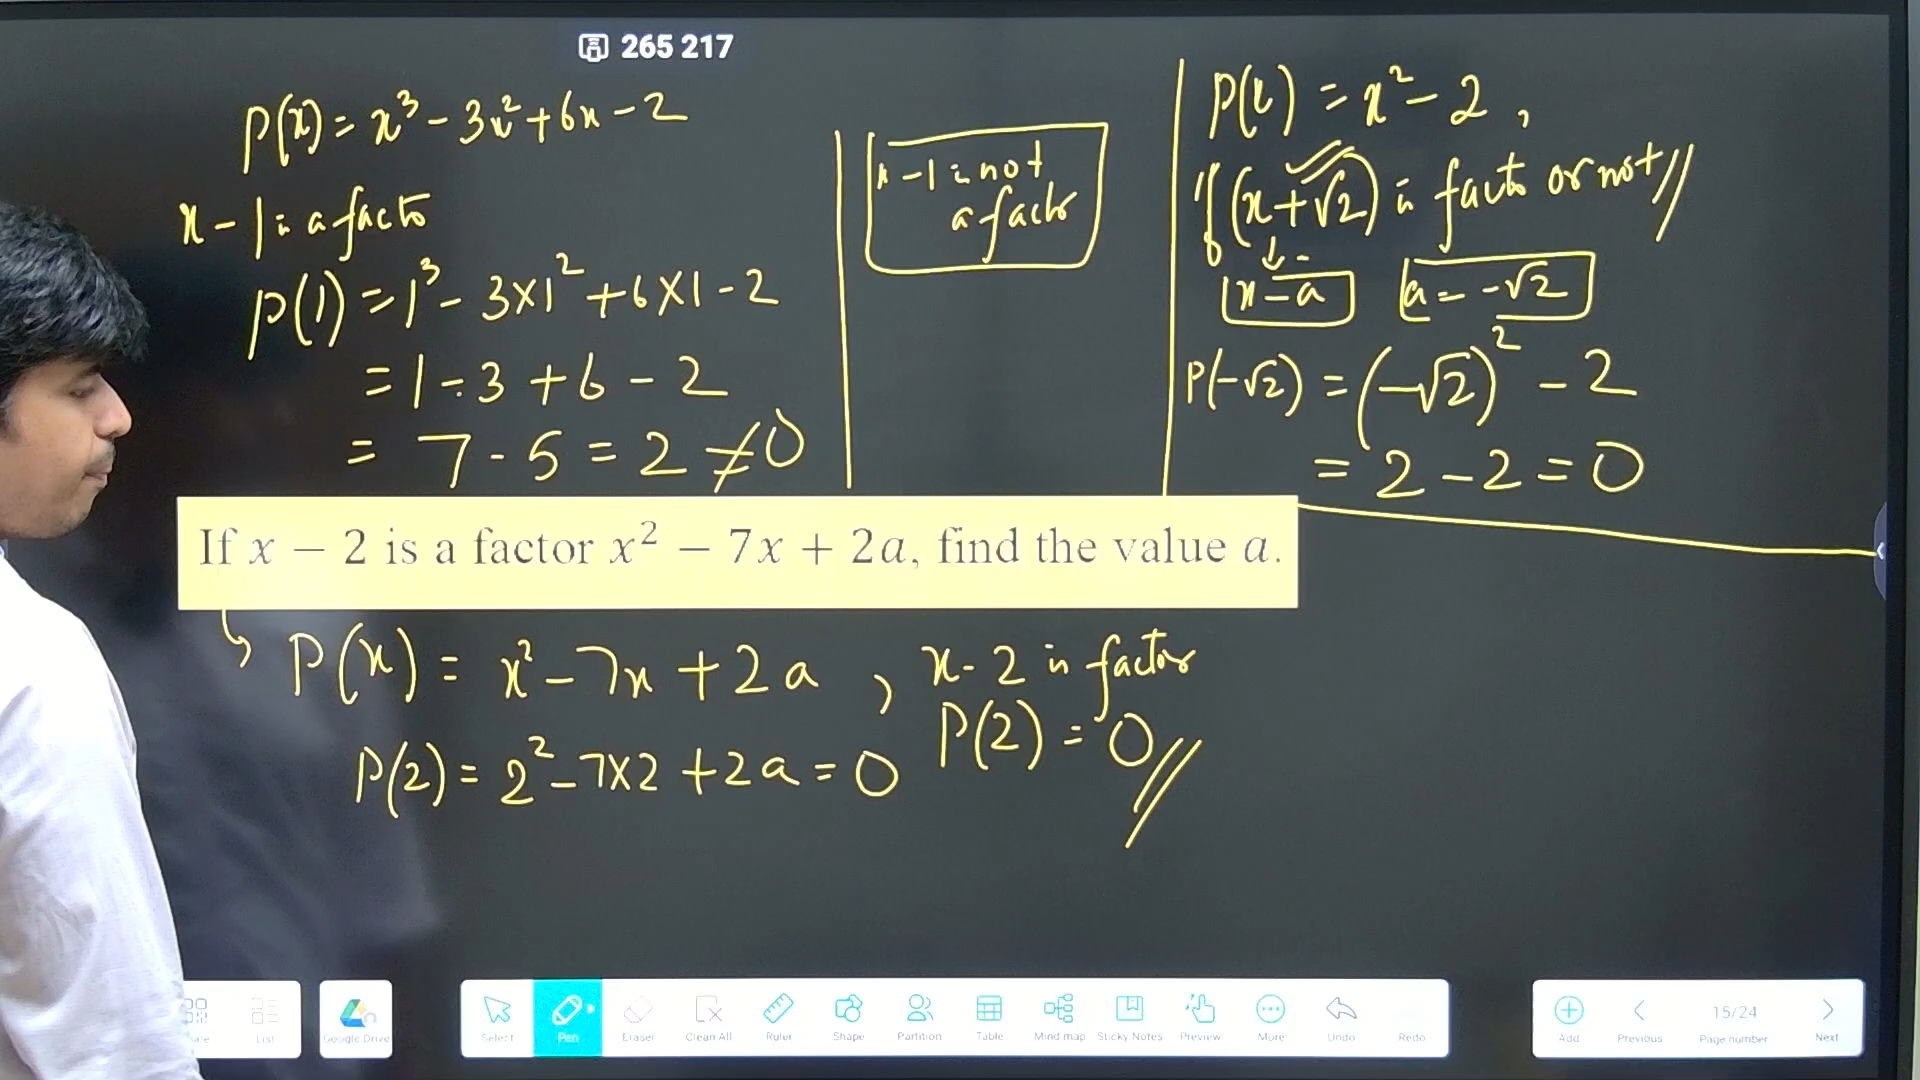 265 217
P(x) = x³ - 3x² + 6x - 2
x - 1 is a factor
P(1) = 1³ - 3×1² + 6×1 - 2
= 1 - 3 + 6 - 2
= 7 - 5 = 2 ≠ 0
x - 1 is not
a factor
P(x) = x² - 2,
if (x+√2) is factor or not//
↓
x - a a = -√2
P(-√2) = (-√2)² - 2
= 2 - 2 = 0
If x − 2 is a factor x² − 7x + 2a, find the value a.
P(x) = x² - 7x + 2a , x - 2 is factor
P(2) = 0//
P(2) = 2² - 7×2 + 2a = 0
List
Google Drive
Select
Pen
Eraser
Clean All
Ruler
Shape
Partition
Table
Mind map
Sticky Notes
Preview
More
Undo
Redo
Add
Previous
15/24
Page number
Next